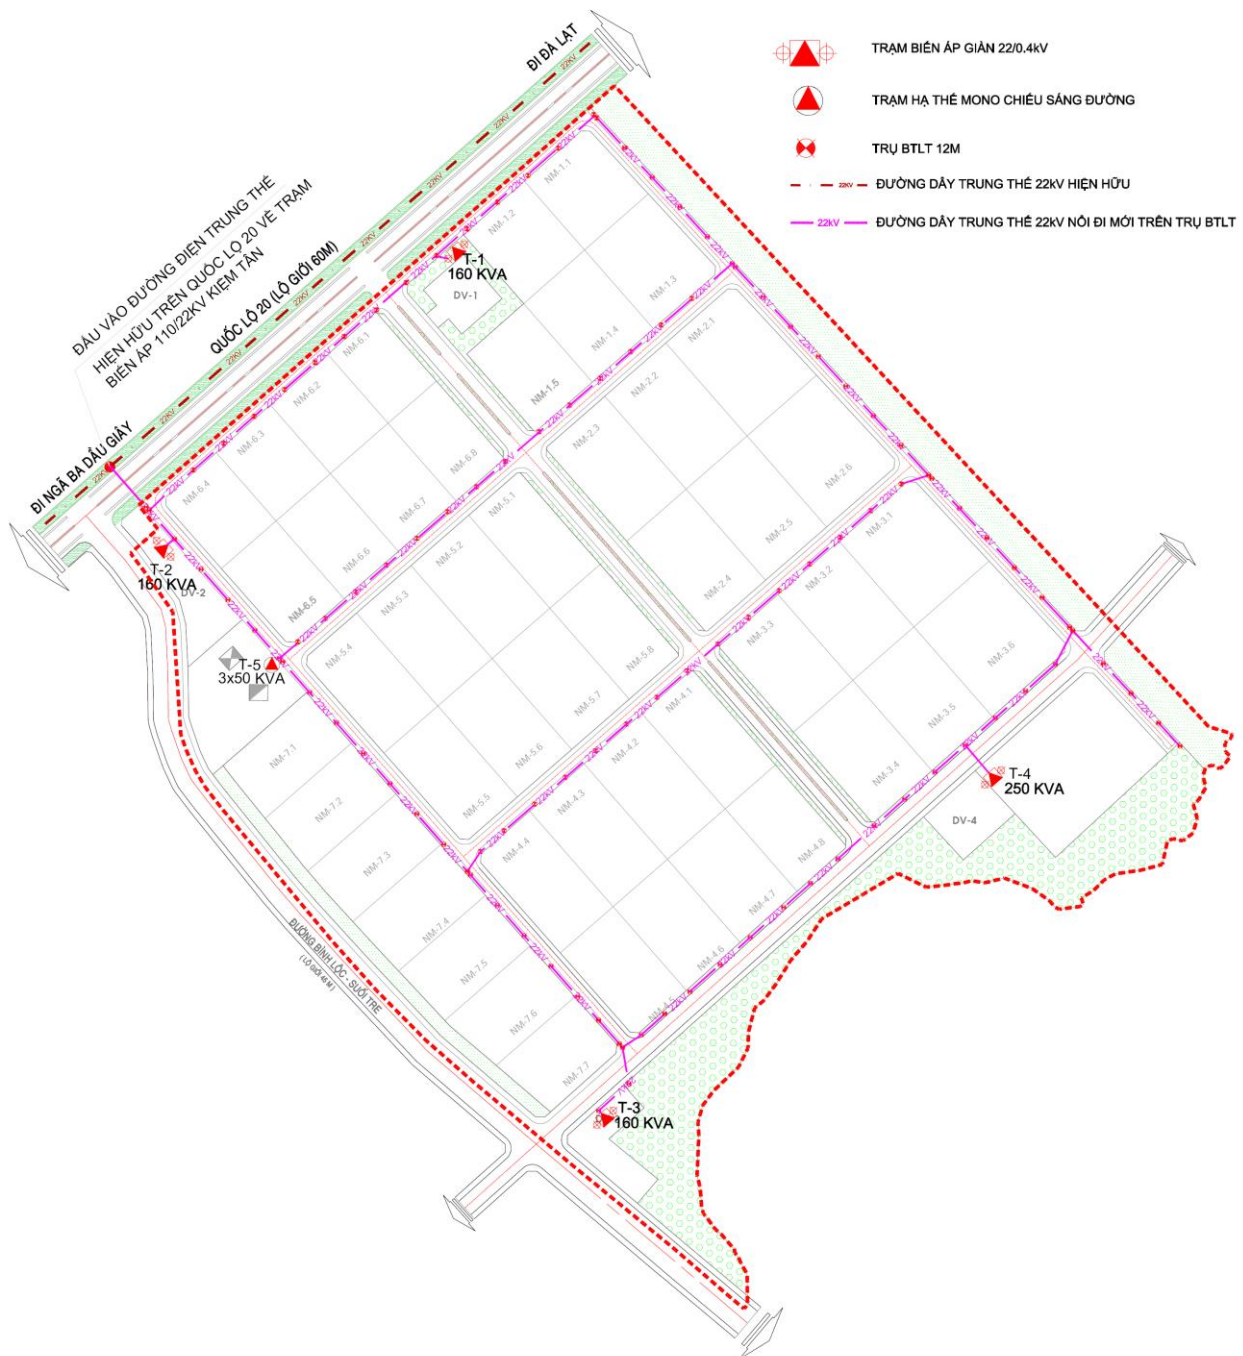 ĐI ĐÀ LẠT
TRẠM BIẾN ÁP GIÀN 22/0.4kV
TRẠM HẠ THẾ MONO CHIẾU SÁNG ĐƯỜNG
TRỤ BTLT 12M
22KV ĐƯỜNG DÂY TRUNG THẾ 22kV HIỆN HỮU
22kV ĐƯỜNG DÂY TRUNG THẾ 22kV NỔI ĐI MỚI TRÊN TRỤ BTLT
ĐẤU VÀO ĐƯỜNG ĐIỆN TRUNG THẾ
HIỆN HỮU TRÊN QUỐC LỘ 20 VỀ TRẠM
BIẾN ÁP 110/22KV KIỆM TÂN
QUỐC LỘ 20 (LỘ GIỚI 60M)
ĐI NGÃ BA DẦU GIÂY
T-1
160 KVA
DV-1
NM-1.1
NM-1.2
NM-1.3
NM-1.4
NM-1.5
NM-2.1
NM-2.2
NM-2.3
NM-2.4
NM-2.5
NM-2.6
NM-6.1
NM-6.2
NM-6.3
NM-6.4
NM-6.5
NM-6.6
NM-6.7
NM-6.8
T-2
160 KVA
DV-2
T-5
3x50 KVA
NM-5.1
NM-5.2
NM-5.3
NM-5.4
NM-5.5
NM-5.6
NM-5.7
NM-5.8
NM-3.1
NM-3.2
NM-3.3
NM-3.4
NM-3.5
NM-3.6
NM-4.1
NM-4.2
NM-4.3
NM-4.4
NM-4.5
NM-4.6
NM-4.7
NM-4.8
T-4
250 KVA
DV-4
NM-7.1
NM-7.2
NM-7.3
NM-7.4
NM-7.5
NM-7.6
NM-7.7
ĐƯỜNG BÌNH LỘC - SUỐI TRE
(LỘ GIỚI 45 M)
T-3
160 KVA